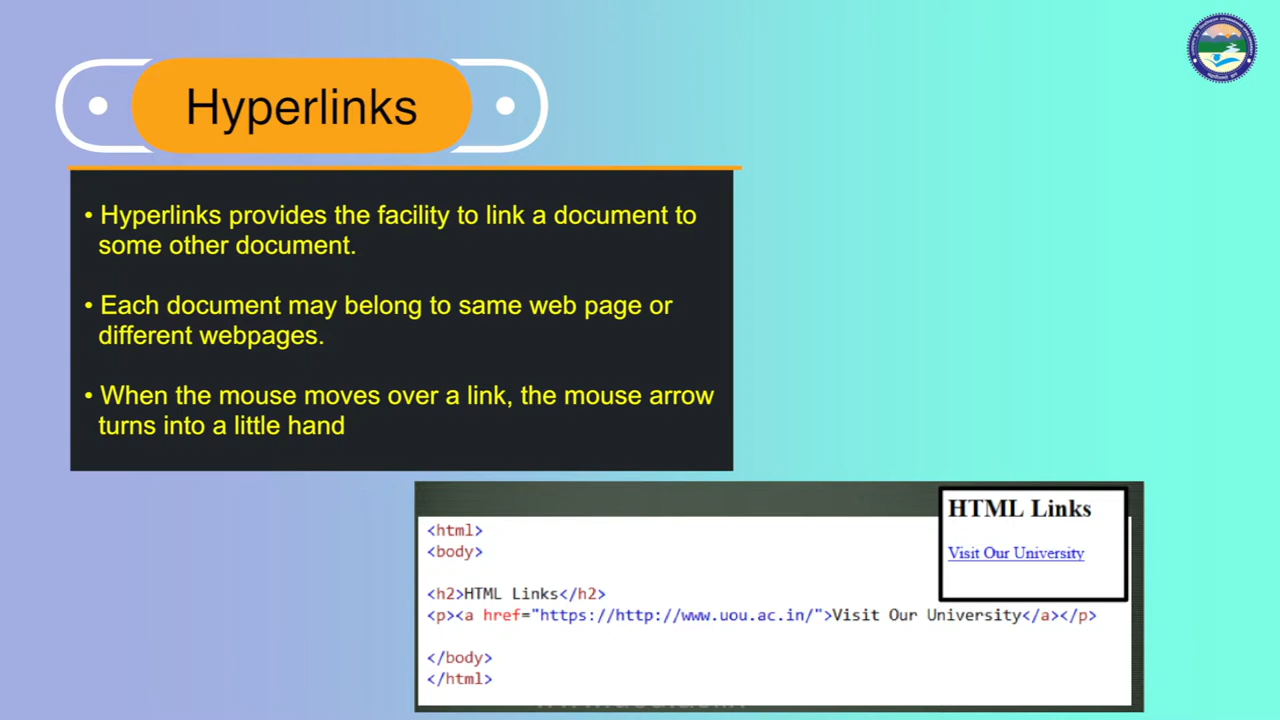 Hyperlinks
• Hyperlinks provides the facility to link a document to
some other document.
• Each document may belong to same web page or
different webpages.
• When the mouse moves over a link, the mouse arrow
turns into a little hand
HTML Links
Visit Our University
<html>
<body>
<h2>HTML Links</h2>
<p><a href="https://http://www.uou.ac.in/">Visit Our University</a></p>
</body>
</html>